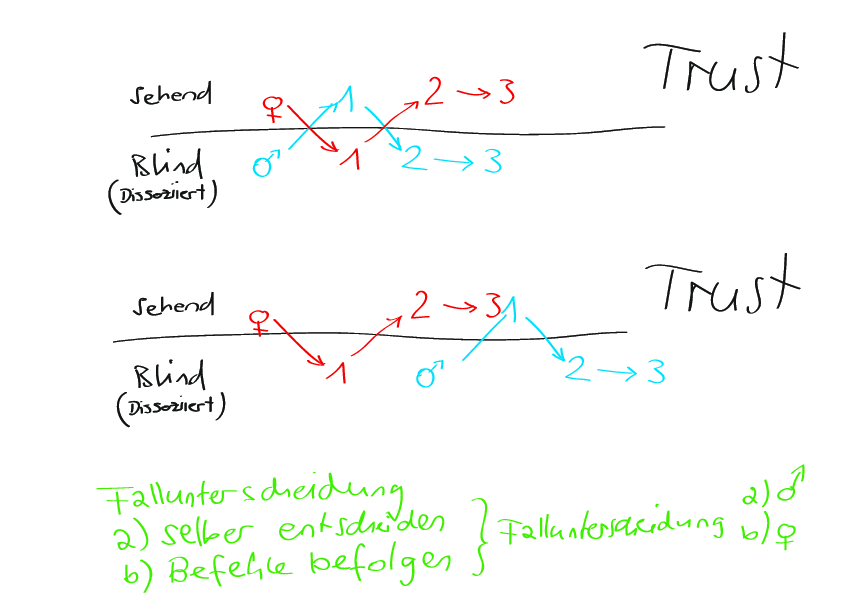 Trust
Sehend ♀ 1 2 → 3
Blind ♂ 1 2 → 3
(Dissoziiert)
Trust
Sehend ♀ 2 → 3 1
Blind 1 ♂ 2 → 3
(Dissoziiert)
Fallunterscheidung
a) selber entscheiden } Fallunterscheidung a) ♂
b) Befehle befolgen b) ♀